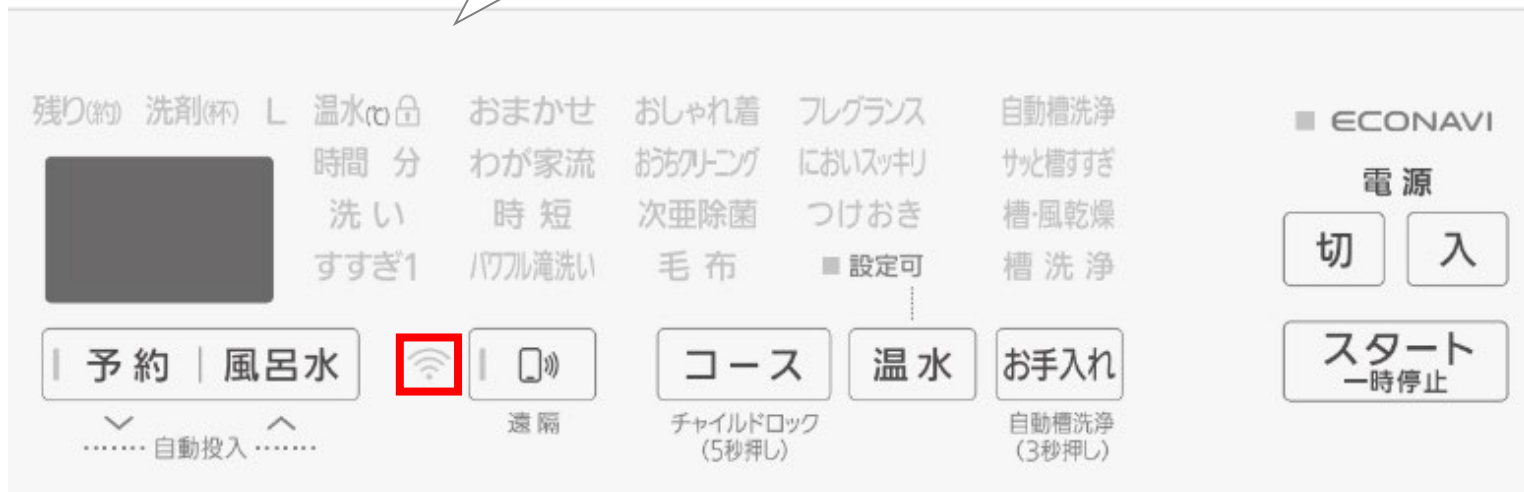 残り(約) 洗剤(杯) L 温水(℃) おまかせ おしゃれ着 フレグランス 自動槽洗浄
時間 分 わが家流 おうちクリーニング においスッキリ サッと槽すすぎ
洗い 時短 次亜除菌 つけおき 槽・風乾燥
すすぎ1 パワフル滝洗い 毛布 設定可 槽洗浄
ECONAVI
電源
切 入
予約 風呂水 コース 温水 お手入れ
スタート
一時停止
自動投入
遠隔
チャイルドロック
(5秒押し)
自動槽洗浄
(3秒押し)